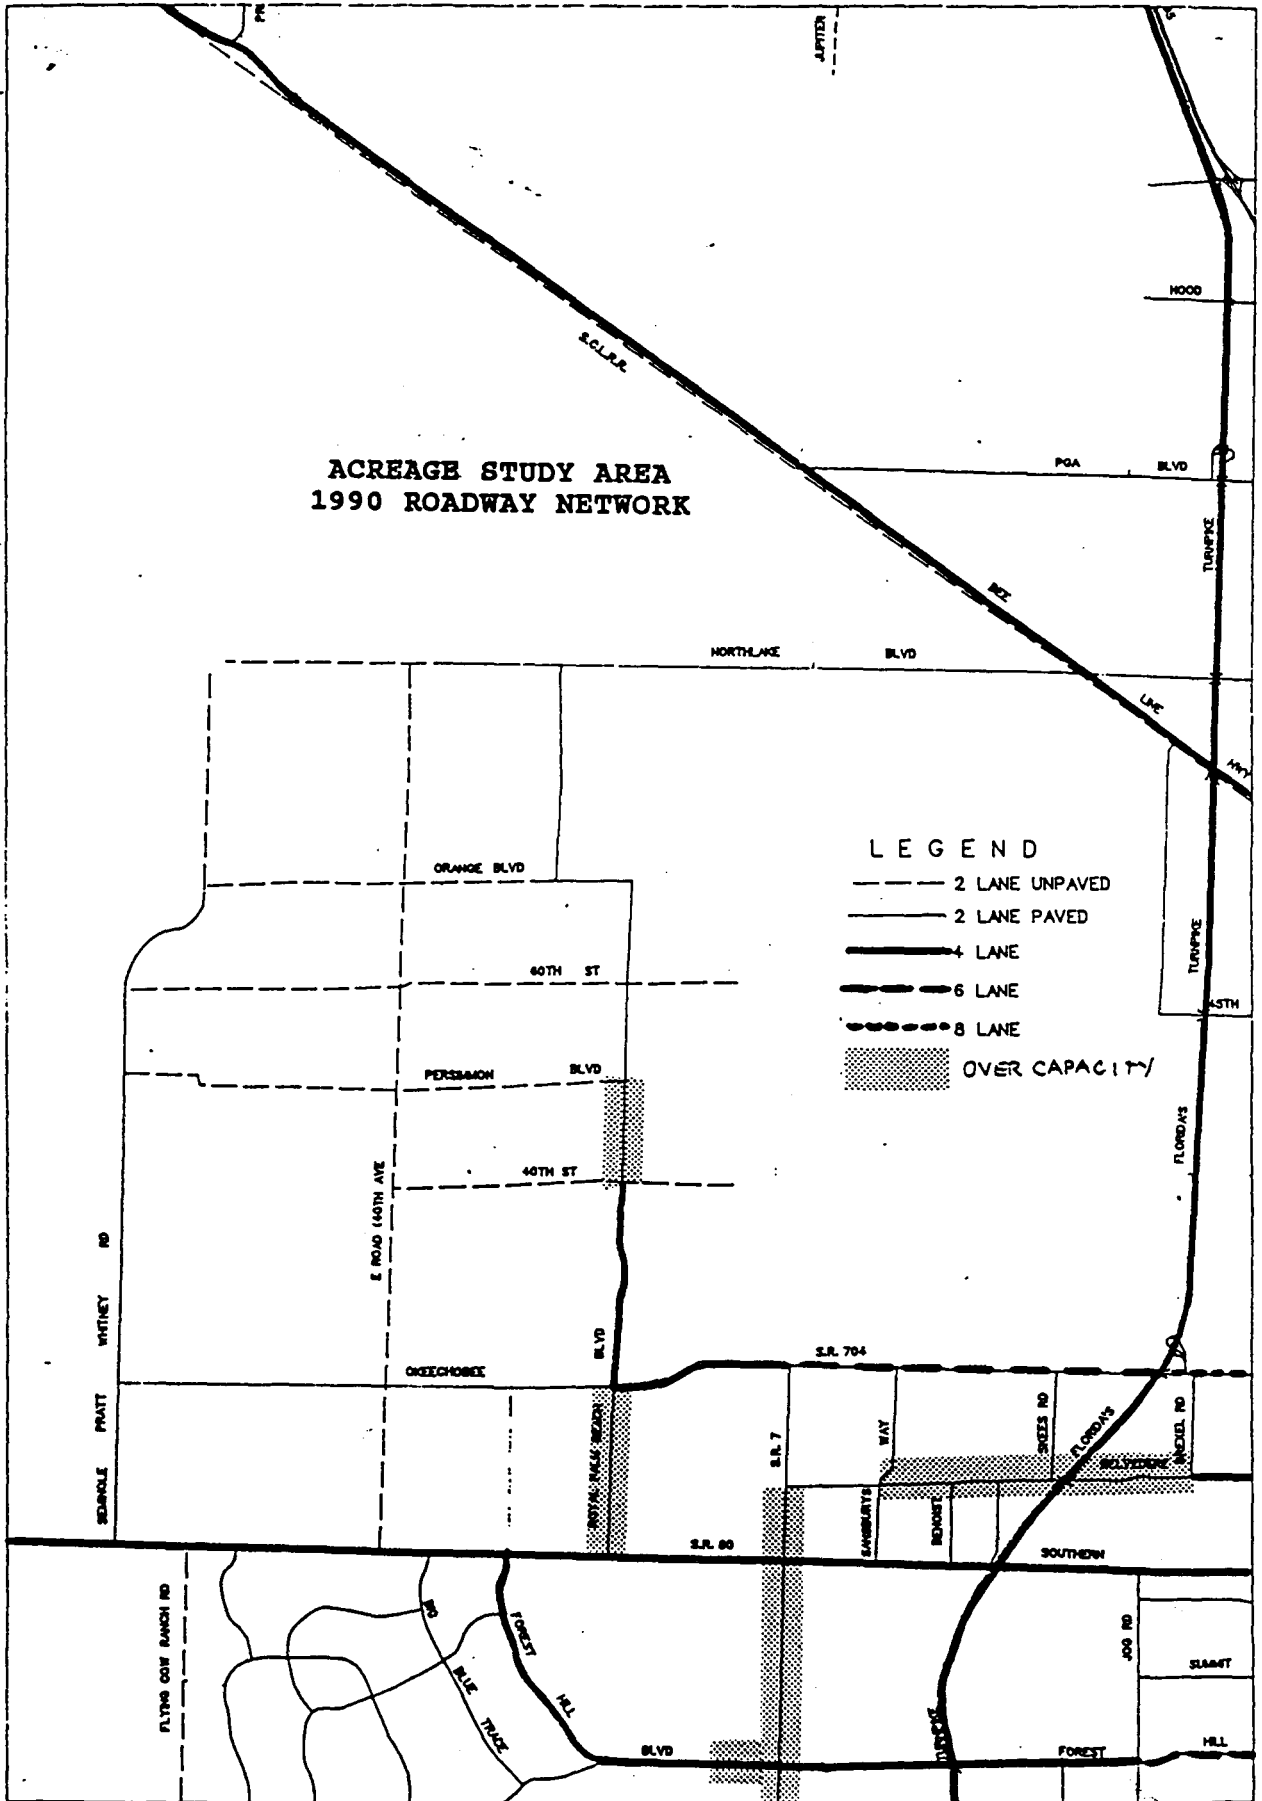 JUPITER
HOOD
S.C.L.R.R.
ACREAGE STUDY AREA
1990 ROADWAY NETWORK
PGA BLVD
TURNPIKE
BEE
NORTHLAKE BLVD
LINE
HWY
LEGEND
2 LANE UNPAVED
2 LANE PAVED
4 LANE
6 LANE
8 LANE
OVER CAPACITY
ORANGE BLVD
TURNPIKE
60TH ST
45TH
PERSIMMON BLVD
FLORIDA'S
40TH ST
E ROAD (140TH AVE
SEMINOLE PRATT WHITNEY RD
BLVD
S.R. 704
OKEECHOBEE
ROYAL PALM BEACH
S.R. 7
WAY
SKEES RD
FLORIDA'S
DREXEL RD
BELVEDERE
SANSBURYS
BENOIST
S.R. 80
SOUTHERN
FLYING COW RANCH RD
BIG
BLUE
TRACE
FOREST
HILL
BLVD
JOG RD
SUMMIT
TURNPIKE
FOREST
HILL